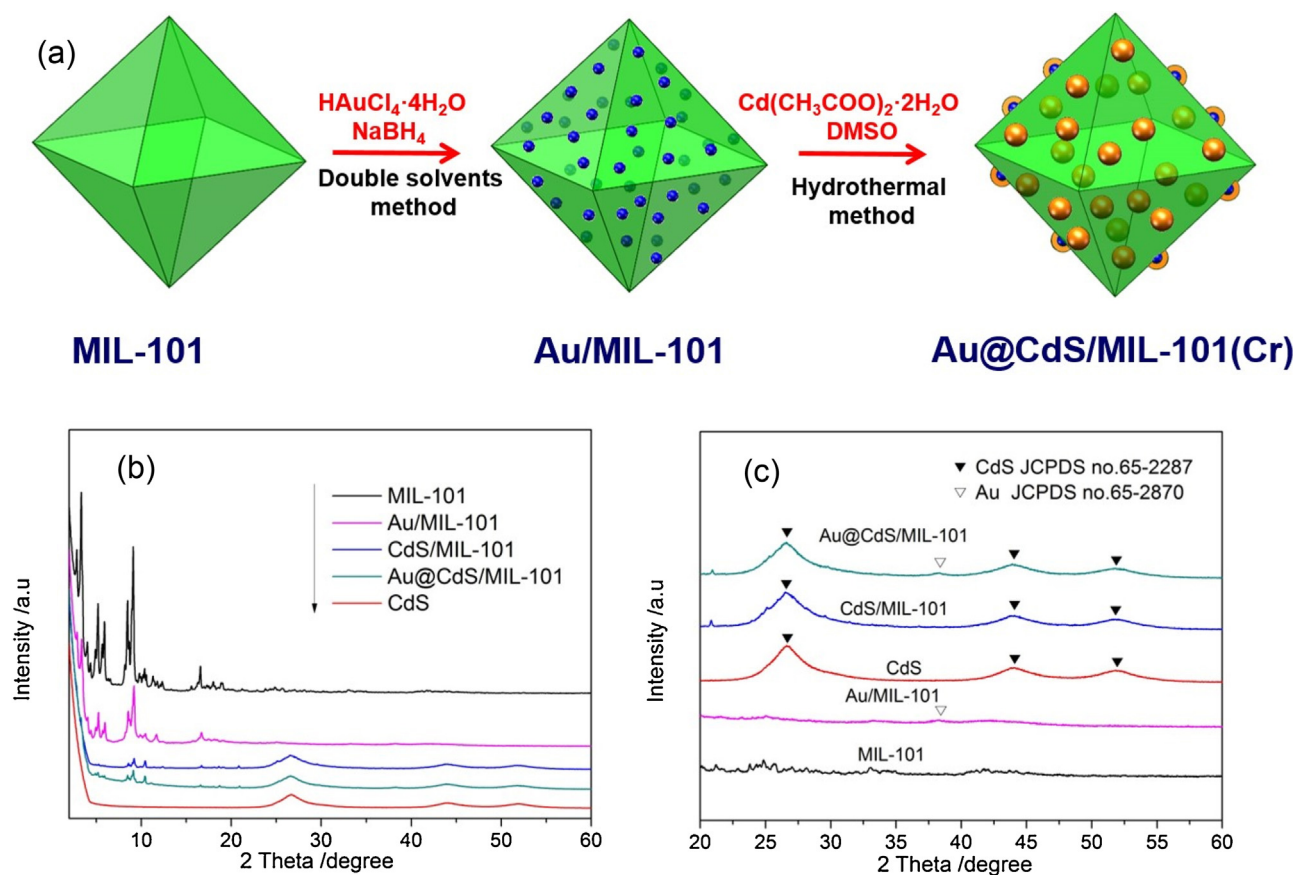 (a)
HAuCl₄·4H₂O
NaBH₄
Double solvents
method
Cd(CH₃COO)₂·2H₂O
DMSO
Hydrothermal
method
MIL-101
Au/MIL-101
Au@CdS/MIL-101(Cr)
(b)
MIL-101
Au/MIL-101
CdS/MIL-101
Au@CdS/MIL-101
CdS
Intensity /a.u
10 20 30 40 50 60
2 Theta /degree
(c)
CdS JCPDS no.65-2287
Au JCPDS no.65-2870
Au@CdS/MIL-101
CdS/MIL-101
CdS
Au/MIL-101
MIL-101
Intensity /a.u
20 25 30 35 40 45 50 55 60
2 Theta /degree